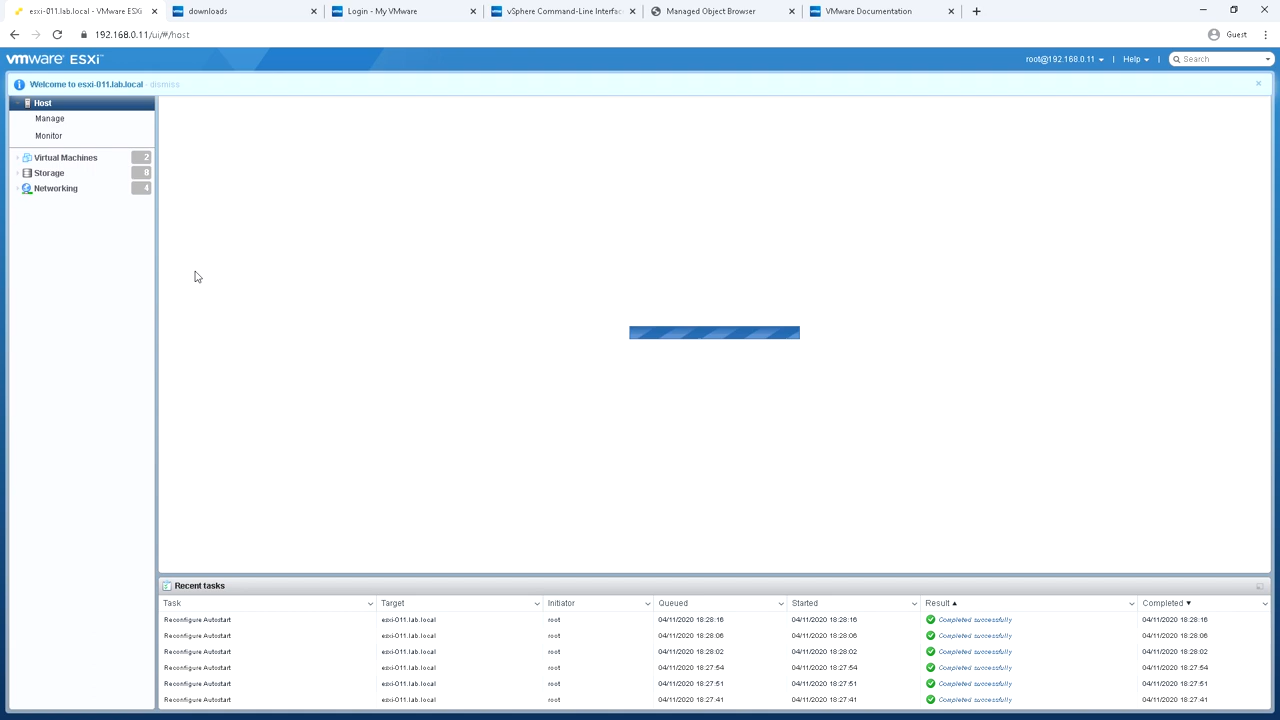 esxi-011.lab.local - VMware ESXi
downloads
Login - My VMware
vSphere Command-Line Interfac
Managed Object Browser
VMware Documentation
192.168.0.11/ui/#/host
Guest
vmware ESXi
root@192.168.0.11
Help
Search
Welcome to esxi-011.lab.local dismiss
Host
Manage
Monitor
Virtual Machines 2
Storage 8
Networking 4
Recent tasks
Task Target Initiator Queued Started Result Completed
Reconfigure Autostart esxi-011.lab.local root 04/11/2020 18:28:16 04/11/2020 18:28:16 Completed successfully 04/11/2020 18:28:16
Reconfigure Autostart esxi-011.lab.local root 04/11/2020 18:28:06 04/11/2020 18:28:06 Completed successfully 04/11/2020 18:28:06
Reconfigure Autostart esxi-011.lab.local root 04/11/2020 18:28:02 04/11/2020 18:28:02 Completed successfully 04/11/2020 18:28:02
Reconfigure Autostart esxi-011.lab.local root 04/11/2020 18:27:54 04/11/2020 18:27:54 Completed successfully 04/11/2020 18:27:54
Reconfigure Autostart esxi-011.lab.local root 04/11/2020 18:27:51 04/11/2020 18:27:51 Completed successfully 04/11/2020 18:27:51
Reconfigure Autostart esxi-011.lab.local root 04/11/2020 18:27:41 04/11/2020 18:27:41 Completed successfully 04/11/2020 18:27:41